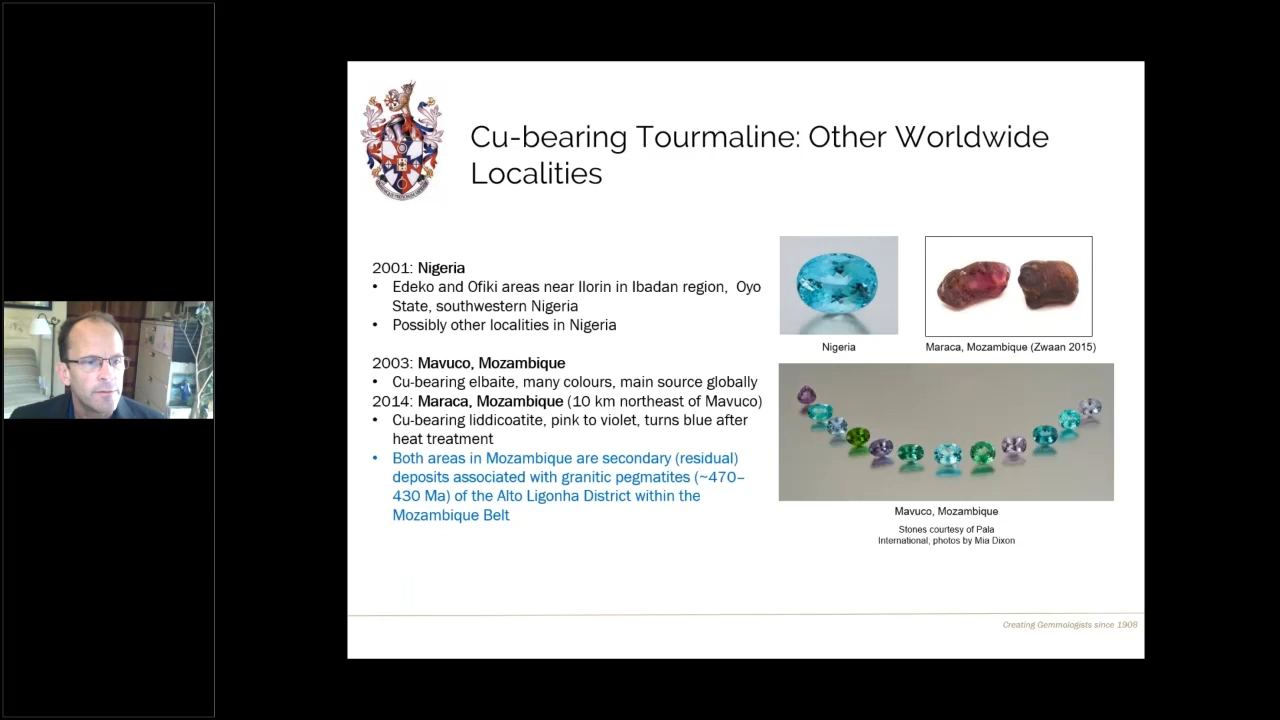 Cu-bearing Tourmaline: Other Worldwide
Localities
2001: Nigeria
• Edeko and Ofiki areas near Ilorin in Ibadan region, Oyo
State, southwestern Nigeria
• Possibly other localities in Nigeria
2003: Mavuco, Mozambique
• Cu-bearing elbaite, many colours, main source globally
2014: Maraca, Mozambique (10 km northeast of Mavuco)
• Cu-bearing liddicoatite, pink to violet, turns blue after
heat treatment
• Both areas in Mozambique are secondary (residual)
deposits associated with granitic pegmatites (~470–
430 Ma) of the Alto Ligonha District within the
Mozambique Belt
Nigeria
Maraca, Mozambique (Zwaan 2015)
Mavuco, Mozambique
Stones courtesy of Pala
International; photos by Mia Dixon
Creating Gemmologists since 1908